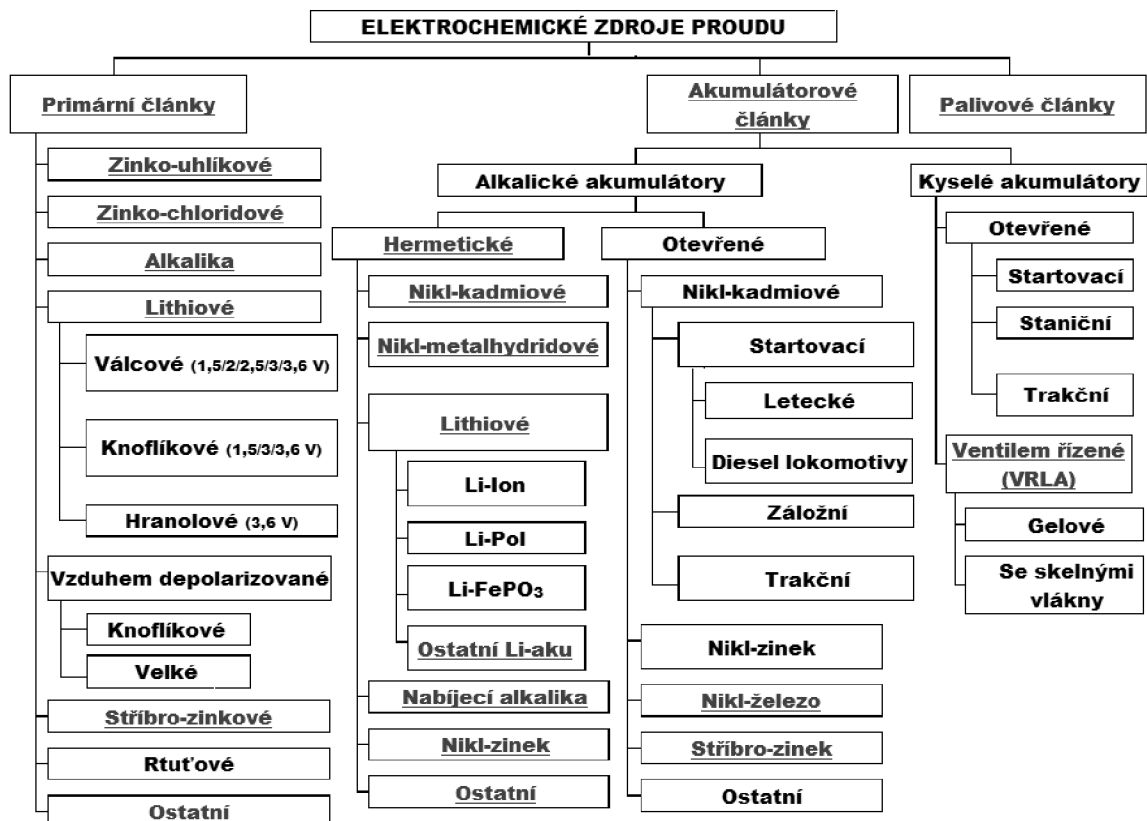 ELEKTROCHEMICKÉ ZDROJE PROUDU
Primární články
Zinko-uhlíkové
Zinko-chloridové
Alkalika
Lithiové
Válcové (1,5/2/2,5/3/3,6 V)
Knoflíkové (1,5/3/3,6 V)
Hranolové (3,6 V)
Vzduhem depolarizované
Knoflíkové
Velké
Stříbro-zinkové
Rtuťové
Ostatní
Akumulátorové
články
Alkalické akumulátory
Hermetické
Nikl-kadmiové
Nikl-metalhydridové
Lithiové
Li-Ion
Li-Pol
Li-FePO₃
Ostatní Li-aku
Nabíjecí alkalika
Nikl-zinek
Ostatní
Otevřené
Nikl-kadmiové
Startovací
Letecké
Diesel lokomotivy
Záložní
Trakční
Nikl-zinek
Nikl-železo
Stříbro-zinek
Ostatní
Kyselé akumulátory
Otevřené
Startovací
Staniční
Trakční
Ventilem řízené
(VRLA)
Gelové
Se skelnými
vlákny
Palivové články